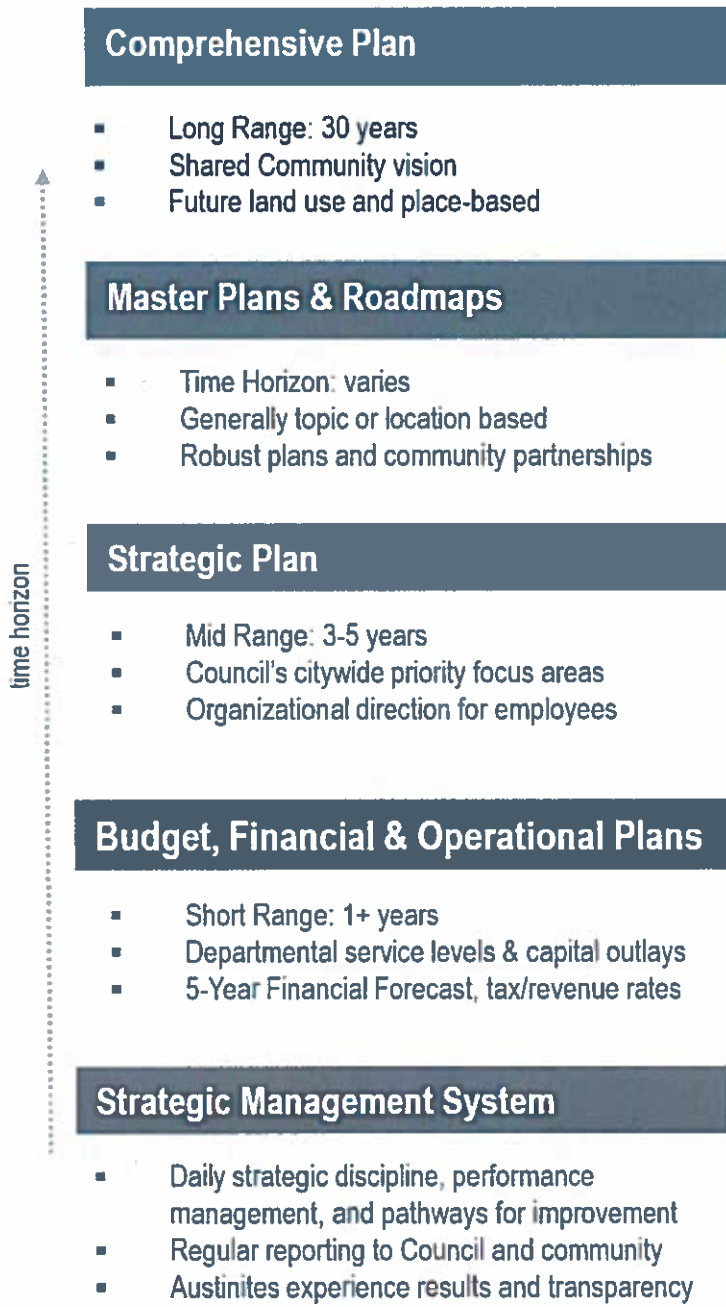 Comprehensive Plan
▪ Long Range: 30 years
▪ Shared Community vision
▪ Future land use and place-based
Master Plans & Roadmaps
▪ Time Horizon: varies
▪ Generally topic or location based
▪ Robust plans and community partnerships
Strategic Plan
▪ Mid Range: 3-5 years
▪ Council's citywide priority focus areas
▪ Organizational direction for employees
Budget, Financial & Operational Plans
▪ Short Range: 1+ years
▪ Departmental service levels & capital outlays
▪ 5-Year Financial Forecast, tax/revenue rates
Strategic Management System
▪ Daily strategic discipline, performance
management, and pathways for improvement
▪ Regular reporting to Council and community
▪ Austinites experience results and transparency
time horizon